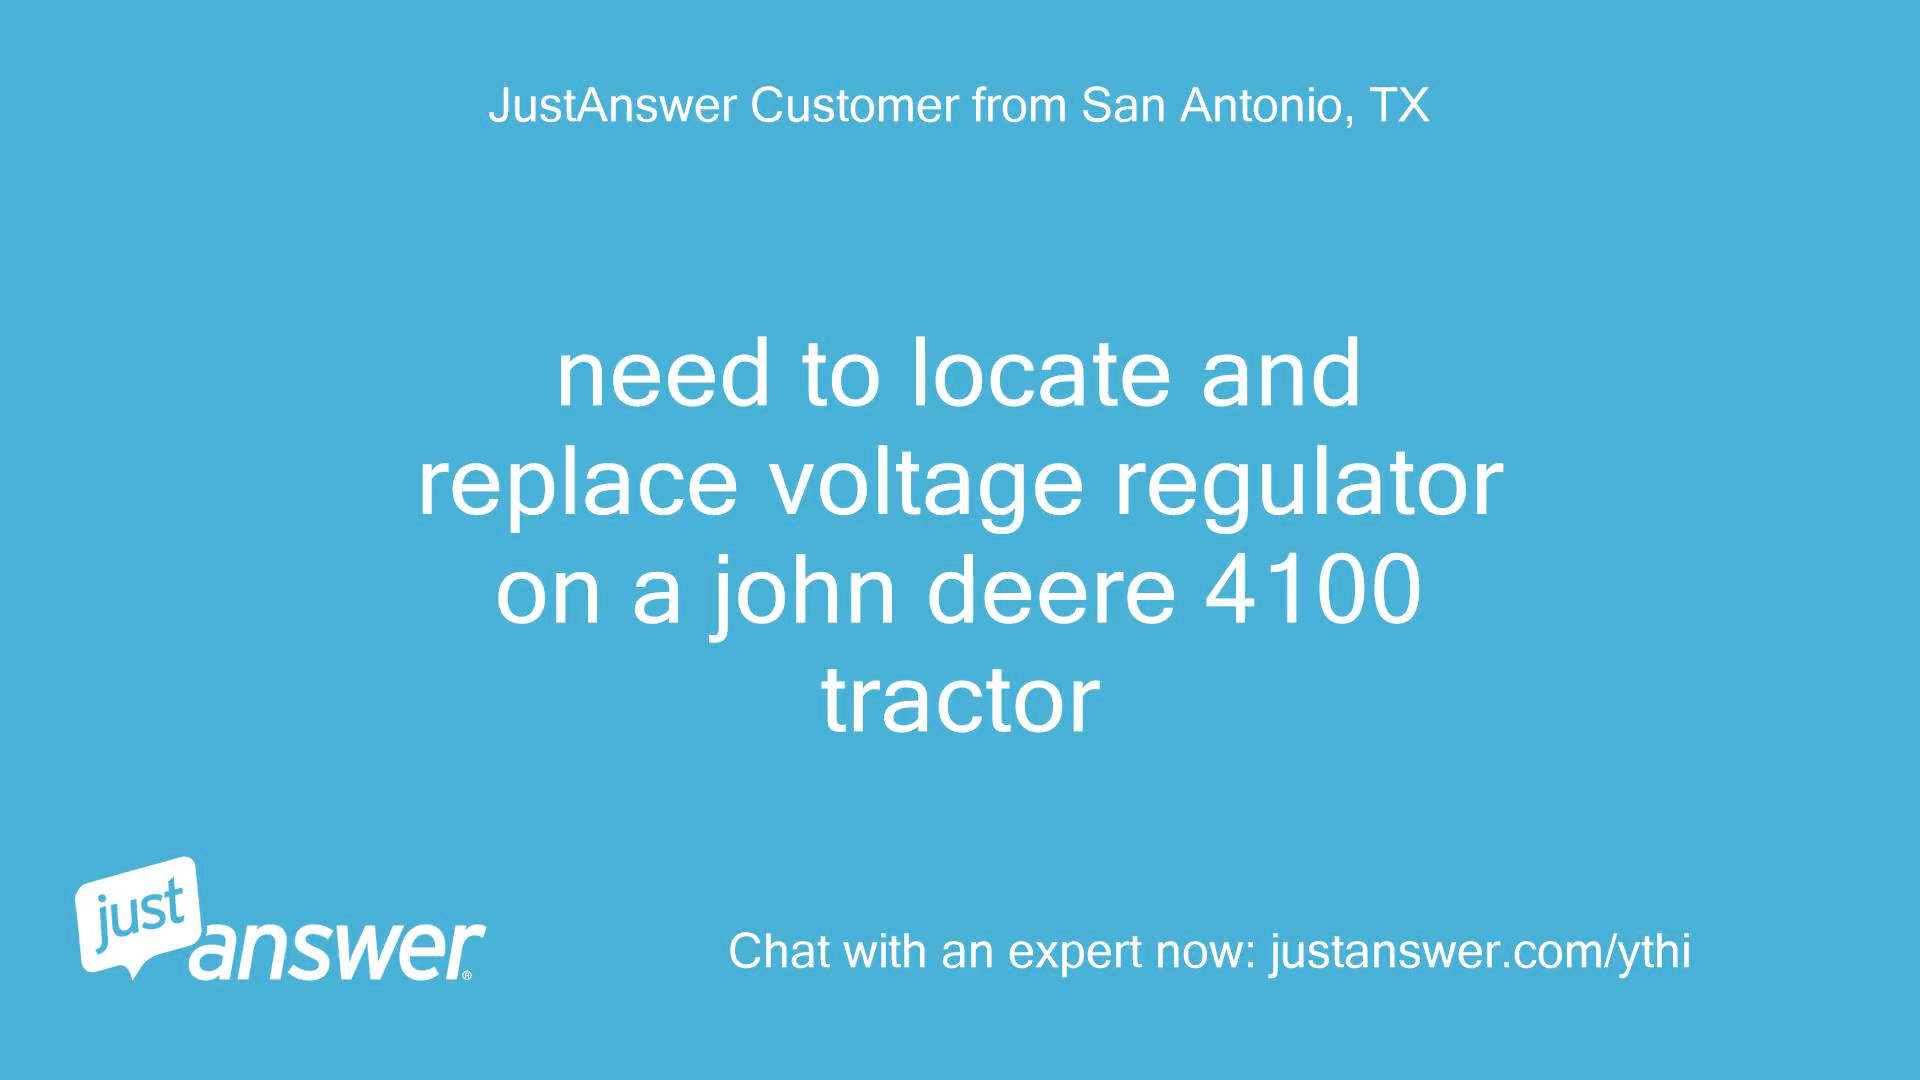 JustAnswer Customer from San Antonio, TX
need to locate and
replace voltage regulator
on a john deere 4100
tractor
just
answer®
Chat with an expert now: justanswer.com/ythi